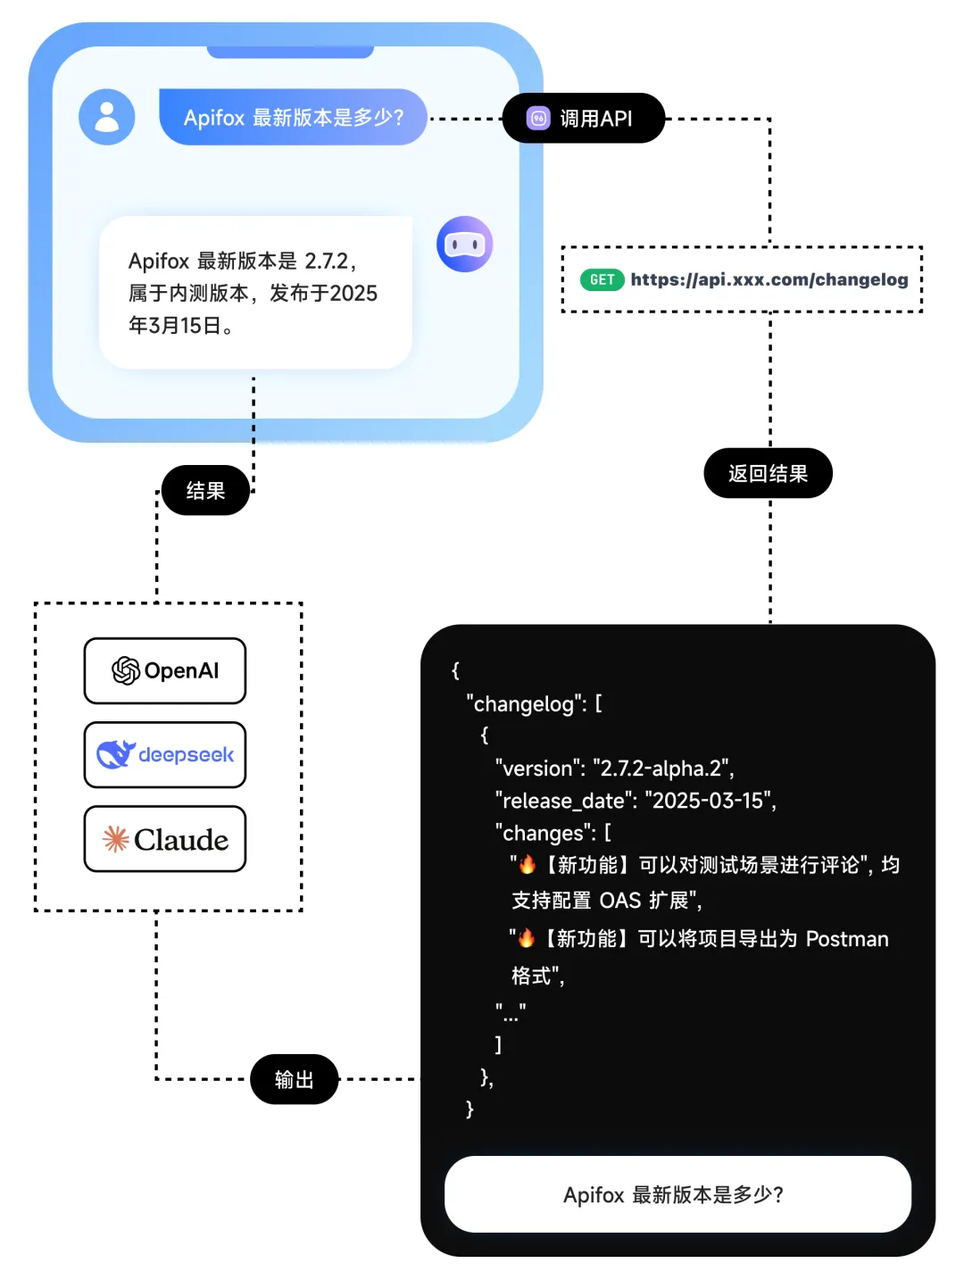 Apifox 最新版本是多少？
调用API
Apifox 最新版本是 2.7.2，
属于内测版本，发布于2025
年3月15日。
GET https://api.xxx.com/changelog
结果
返回结果
OpenAI
deepseek
Claude
{
"changelog": [
{
"version": "2.7.2-alpha.2",
"release_date": "2025-03-15",
"changes": [
"🔥【新功能】可以对测试场景进行评论", 均
支持配置 OAS 扩展",
"🔥【新功能】可以将项目导出为 Postman
格式",
"..."
]
},
}
输出
Apifox 最新版本是多少？